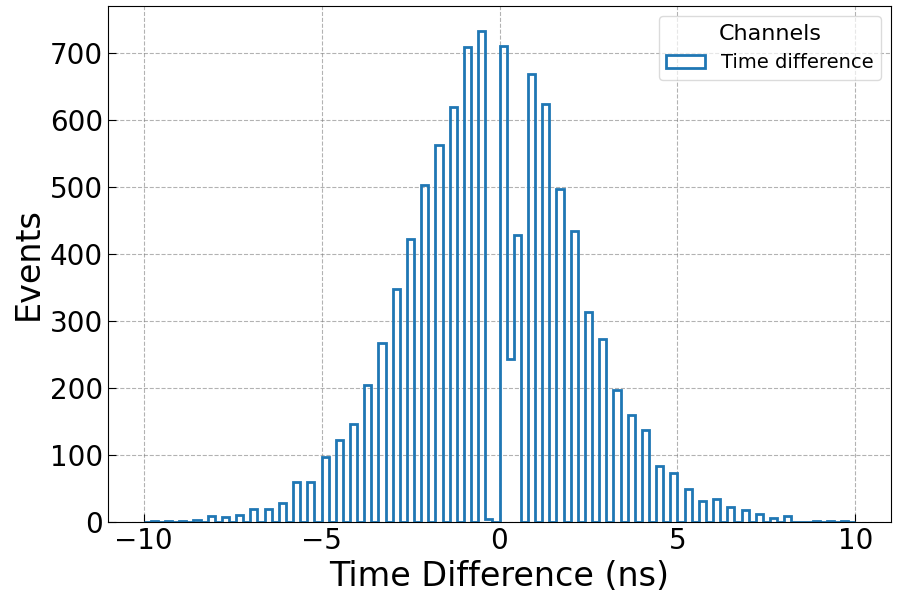 Channels
Time difference
Events
700
600
500
400
300
200
100
0
−10 −5 0 5 10
Time Difference (ns)